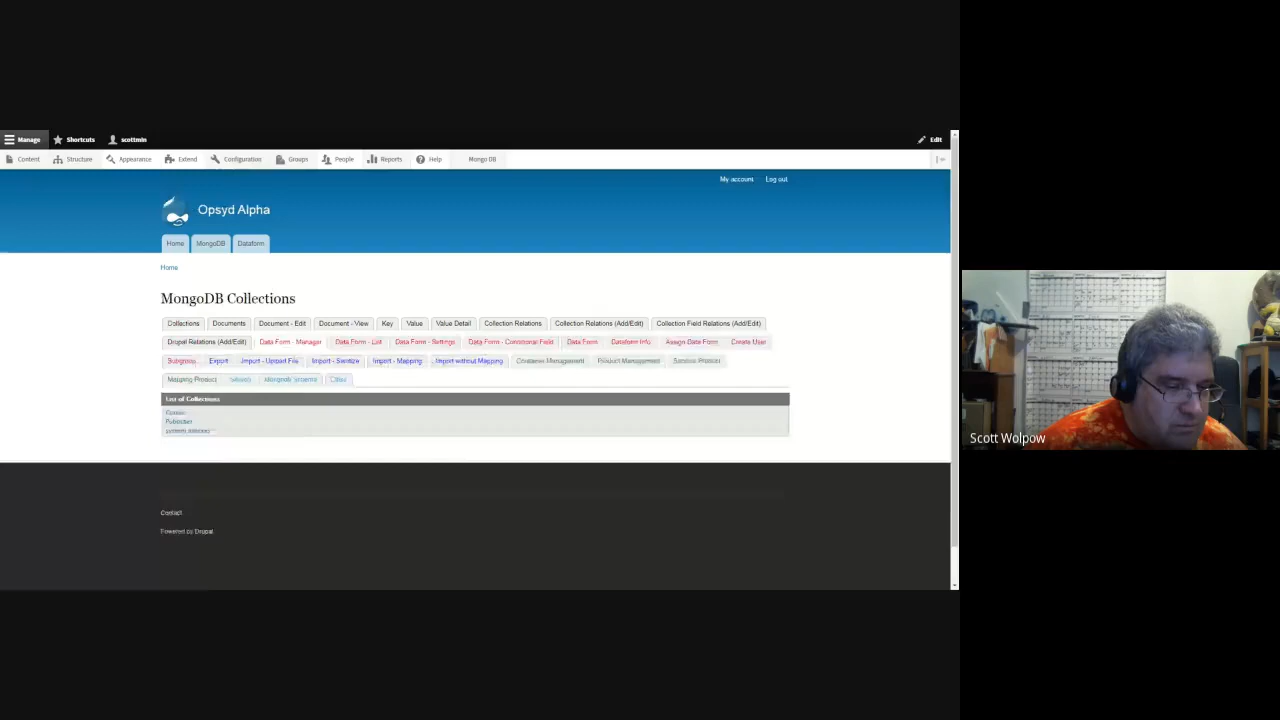 Manage Shortcuts scottmin Edit
Content Structure Appearance Extend Configuration Groups People Reports Help Mongo DB
My account Log out
Opsyd Alpha
Home MongoDB Dataform
Home
MongoDB Collections
Collections Documents Document - Edit Document - View Key Value Value Detail Collection Relations Collection Relations (Add/Edit) Collection Field Relations (Add/Edit)
Drupal Relations (Add/Edit) Data Form - Manager Data Form - List Data Form - Settings Data Form - Conditional Field Data Form Dataform Info Assign Data Form Create User
Export Import - Upload File Import - Sanitize Import - Mapping Import without Mapping Customer Management Product Management
Mapping Product
List of Collections
Publisher
Contact
Powered by Drupal
Scott Wolpow